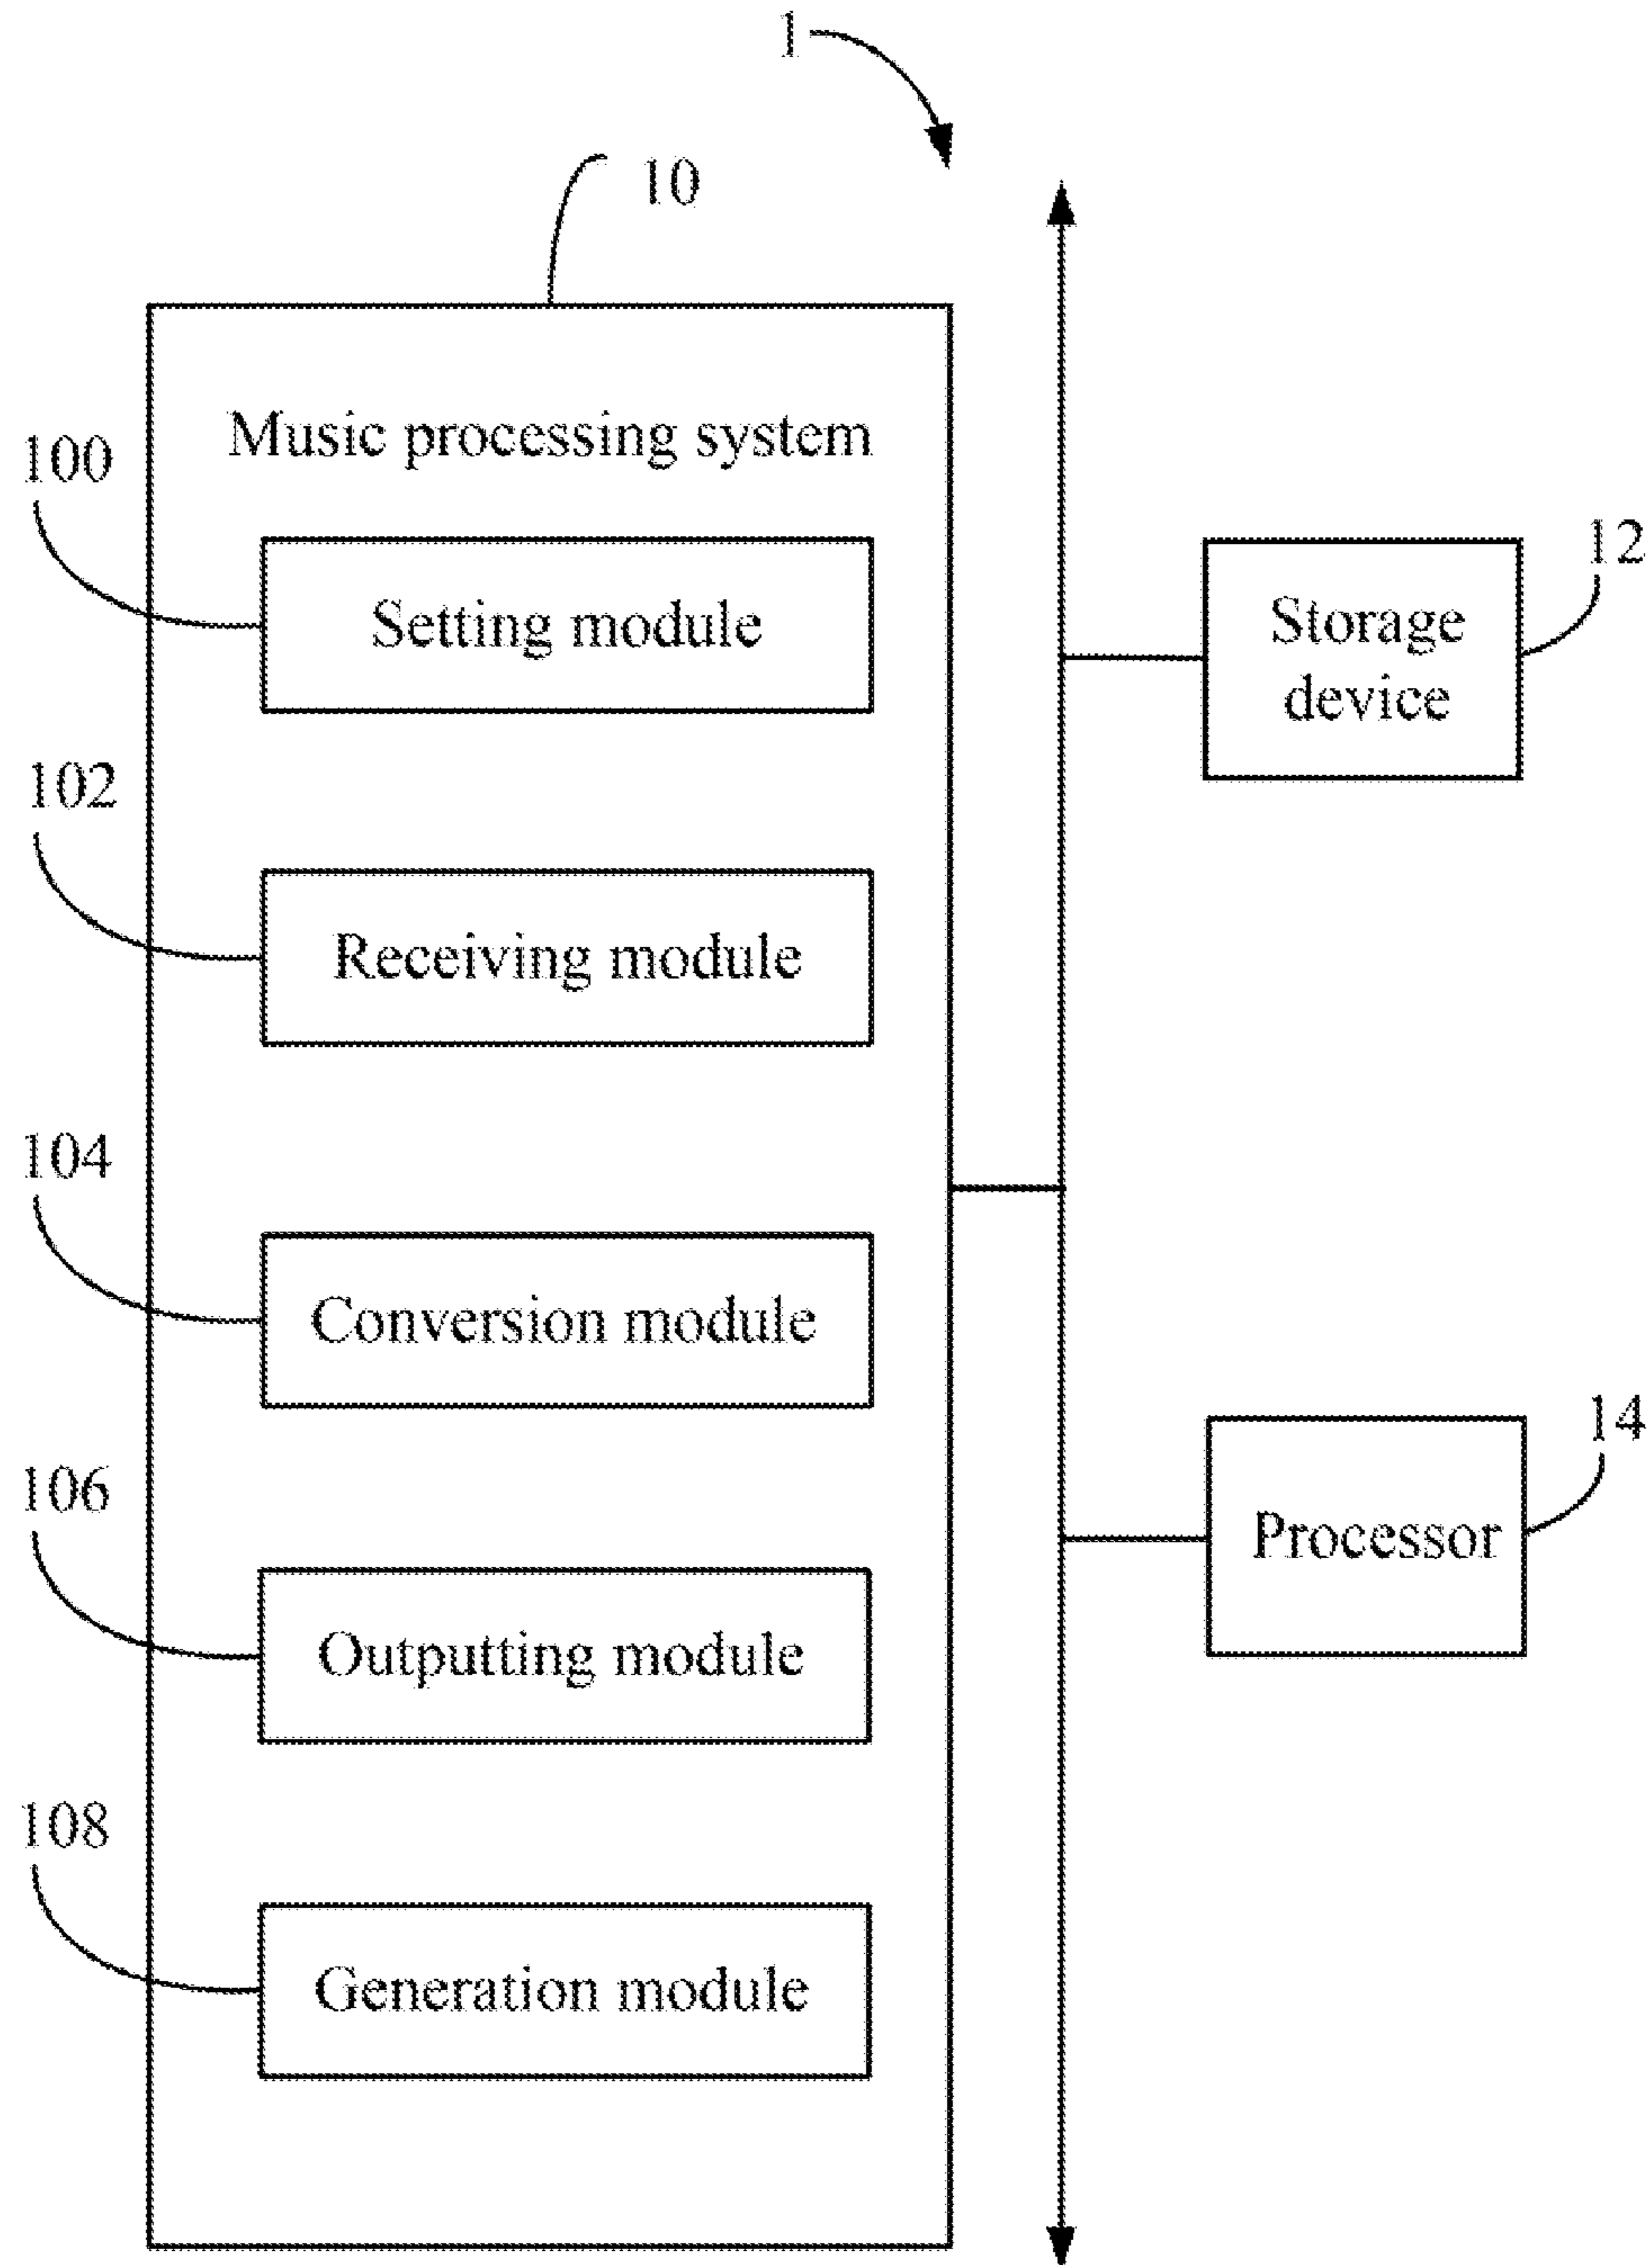 1
10
Music processing system
100
Setting module
12
Storage
device
102
Receiving module
104
Conversion module
14
Processor
106
Outputting module
108
Generation module